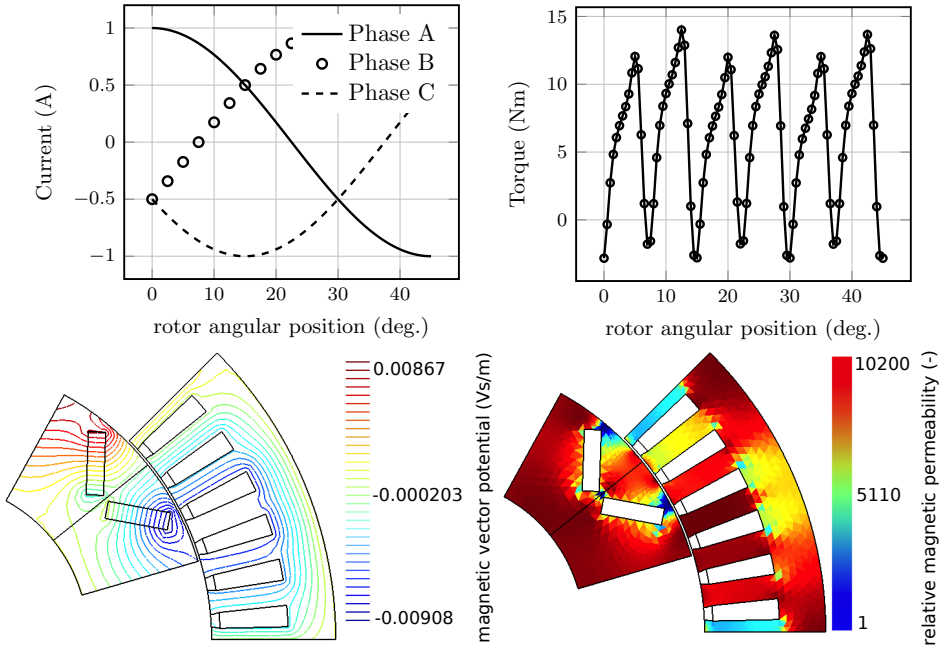 1
0.5
0
−0.5
−1
Current (A)
Phase A
Phase B
Phase C
0
10
20
30
40
rotor angular position (deg.)
15
10
5
0
Torque (Nm)
0
10
20
30
40
rotor angular position (deg.)
0.00867
-0.000203
-0.00908
magnetic vector potential (Vs/m)
10200
5110
1
relative magnetic permeability (-)